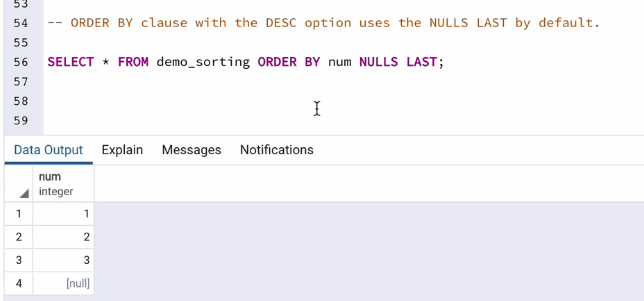 53
54 -- ORDER BY clause with the DESC option uses the NULLS LAST by default.
55
56 SELECT * FROM demo_sorting ORDER BY num NULLS LAST;
57
58
59
Data Output Explain Messages Notifications
num
integer
1 1
2 2
3 3
4 [null]